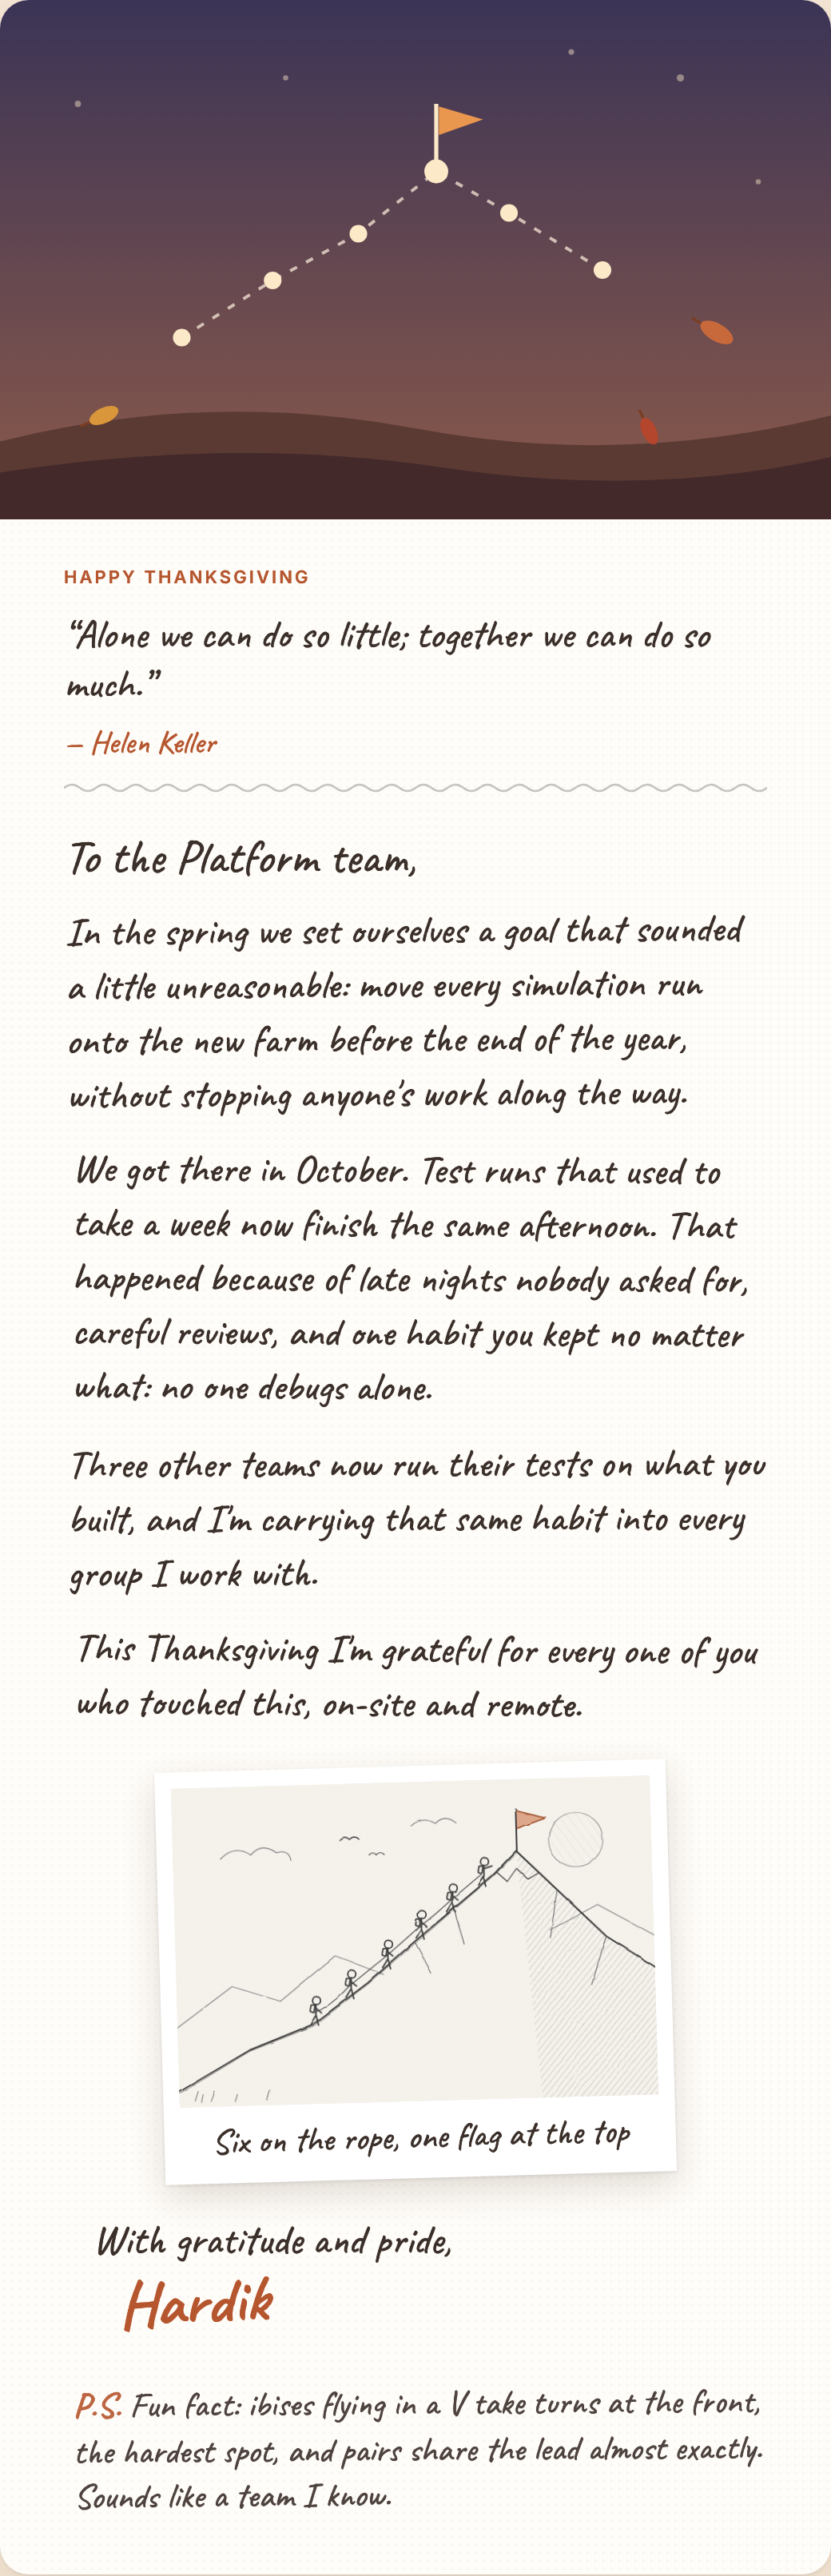 HAPPY THANKSGIVING
“Alone we can do so little; together we can do so
much.”
— Helen Keller
To the Platform team,
In the spring we set ourselves a goal that sounded
a little unreasonable: move every simulation run
onto the new farm before the end of the year,
without stopping anyone's work along the way.
We got there in October. Test runs that used to
take a week now finish the same afternoon. That
happened because of late nights nobody asked for,
careful reviews, and one habit you kept no matter
what: no one debugs alone.
Three other teams now run their tests on what you
built, and I'm carrying that same habit into every
group I work with.
This Thanksgiving I'm grateful for every one of you
who touched this, on-site and remote.
Six on the rope, one flag at the top
With gratitude and pride,
Hardik
P.S. Fun fact: ibises flying in a V take turns at the front,
the hardest spot, and pairs share the lead almost exactly.
Sounds like a team I know.